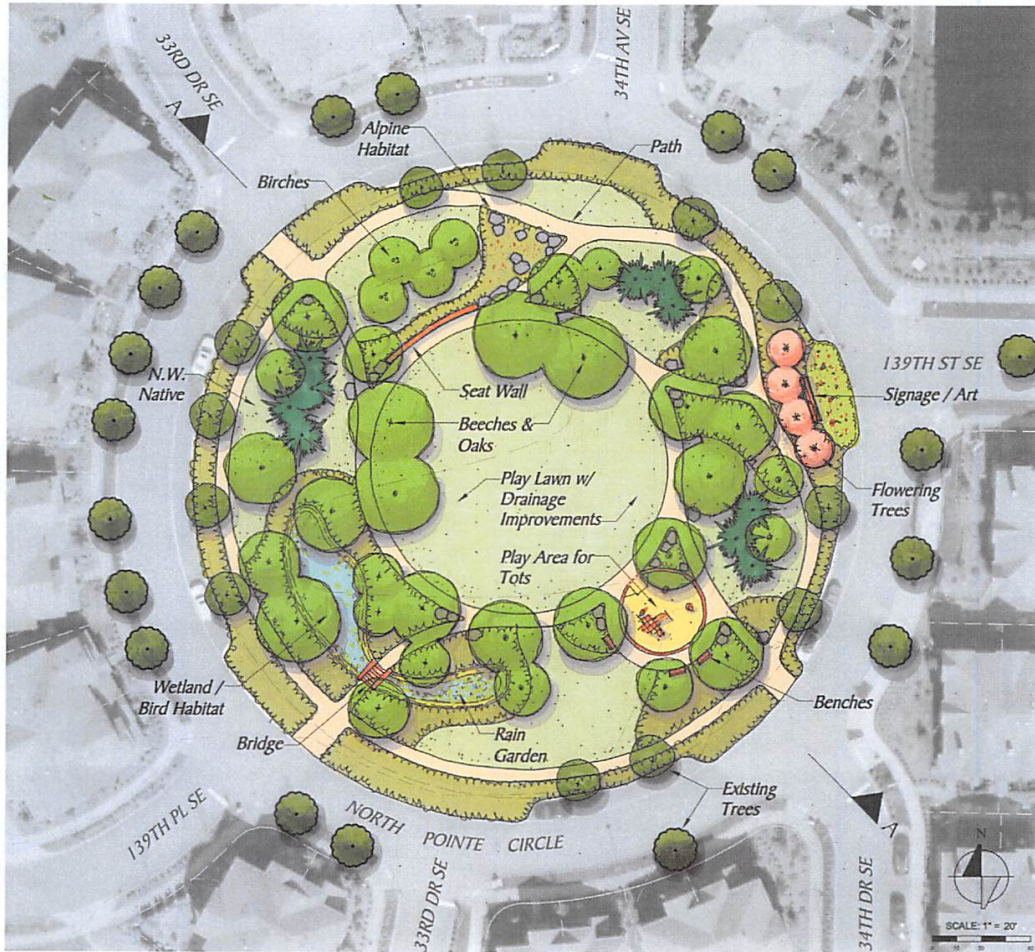 33RD DR SE
34TH AV SE
A
Alpine
Habitat
Path
Birches
139TH ST SE
N.W.
Native
Seat Wall
Signage / Art
Beeches &
Oaks
Play Lawn w/
Drainage
Improvements
Flowering
Trees
Play Area for
Tots
Wetland /
Bird Habitat
Benches
Bridge
Rain
Garden
Existing
Trees
139TH PL SE
NORTH POINTE CIRCLE
A
33RD DR SE
34TH DR SE
N
SCALE: 1" = 20'